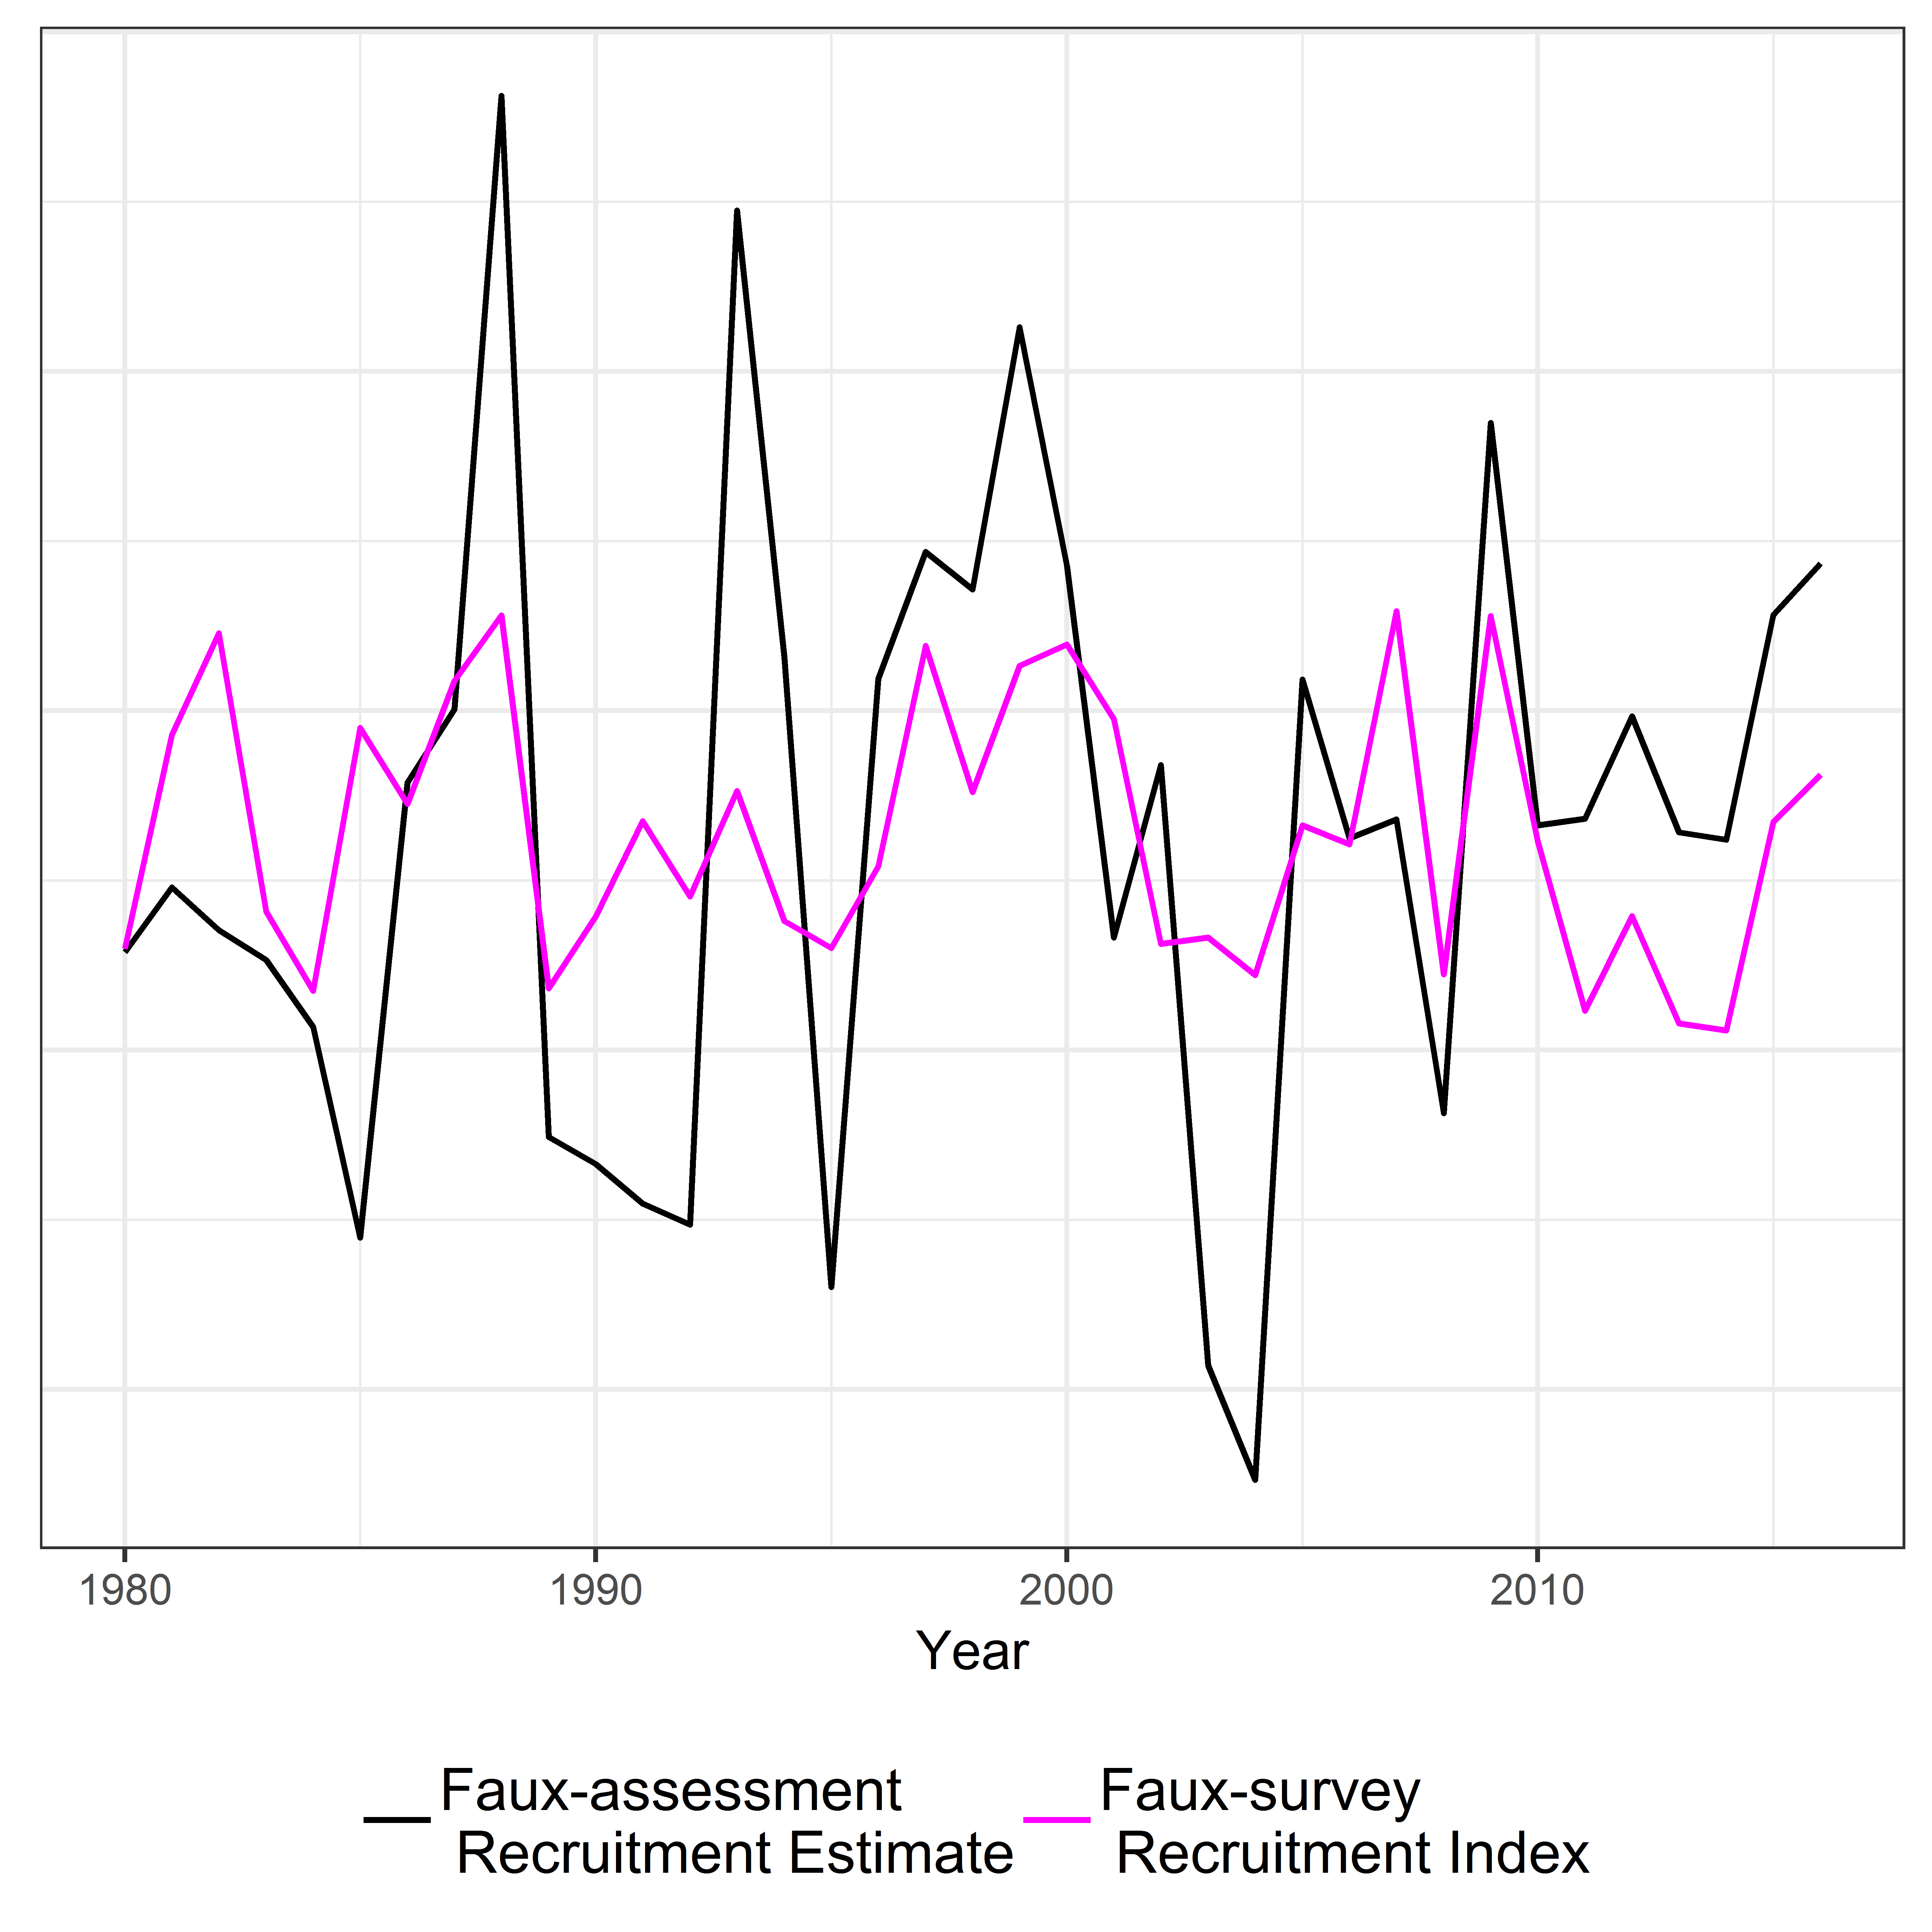 1980 1990 2000 2010
Year
Faux-assessment
Recruitment Estimate
Faux-survey
Recruitment Index